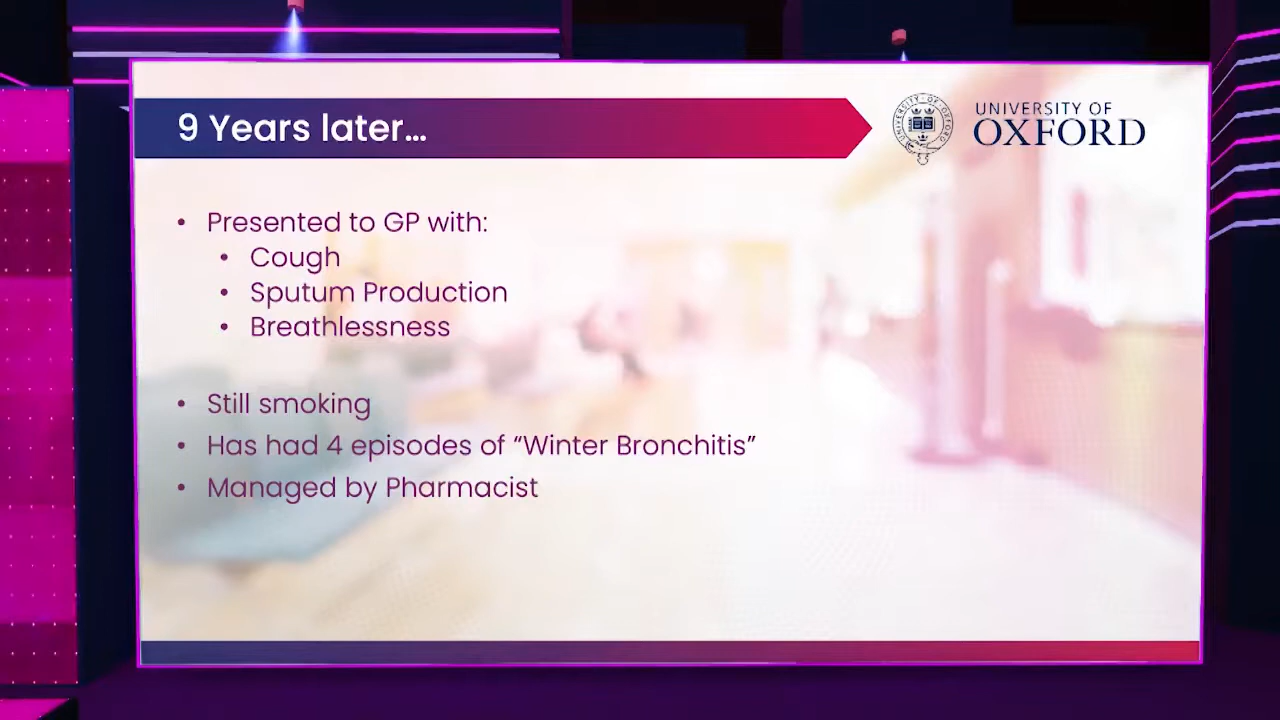 9 Years later…
UNIVERSITY OF
OXFORD
• Presented to GP with:
• Cough
• Sputum Production
• Breathlessness
• Still smoking
• Has had 4 episodes of “Winter Bronchitis”
• Managed by Pharmacist